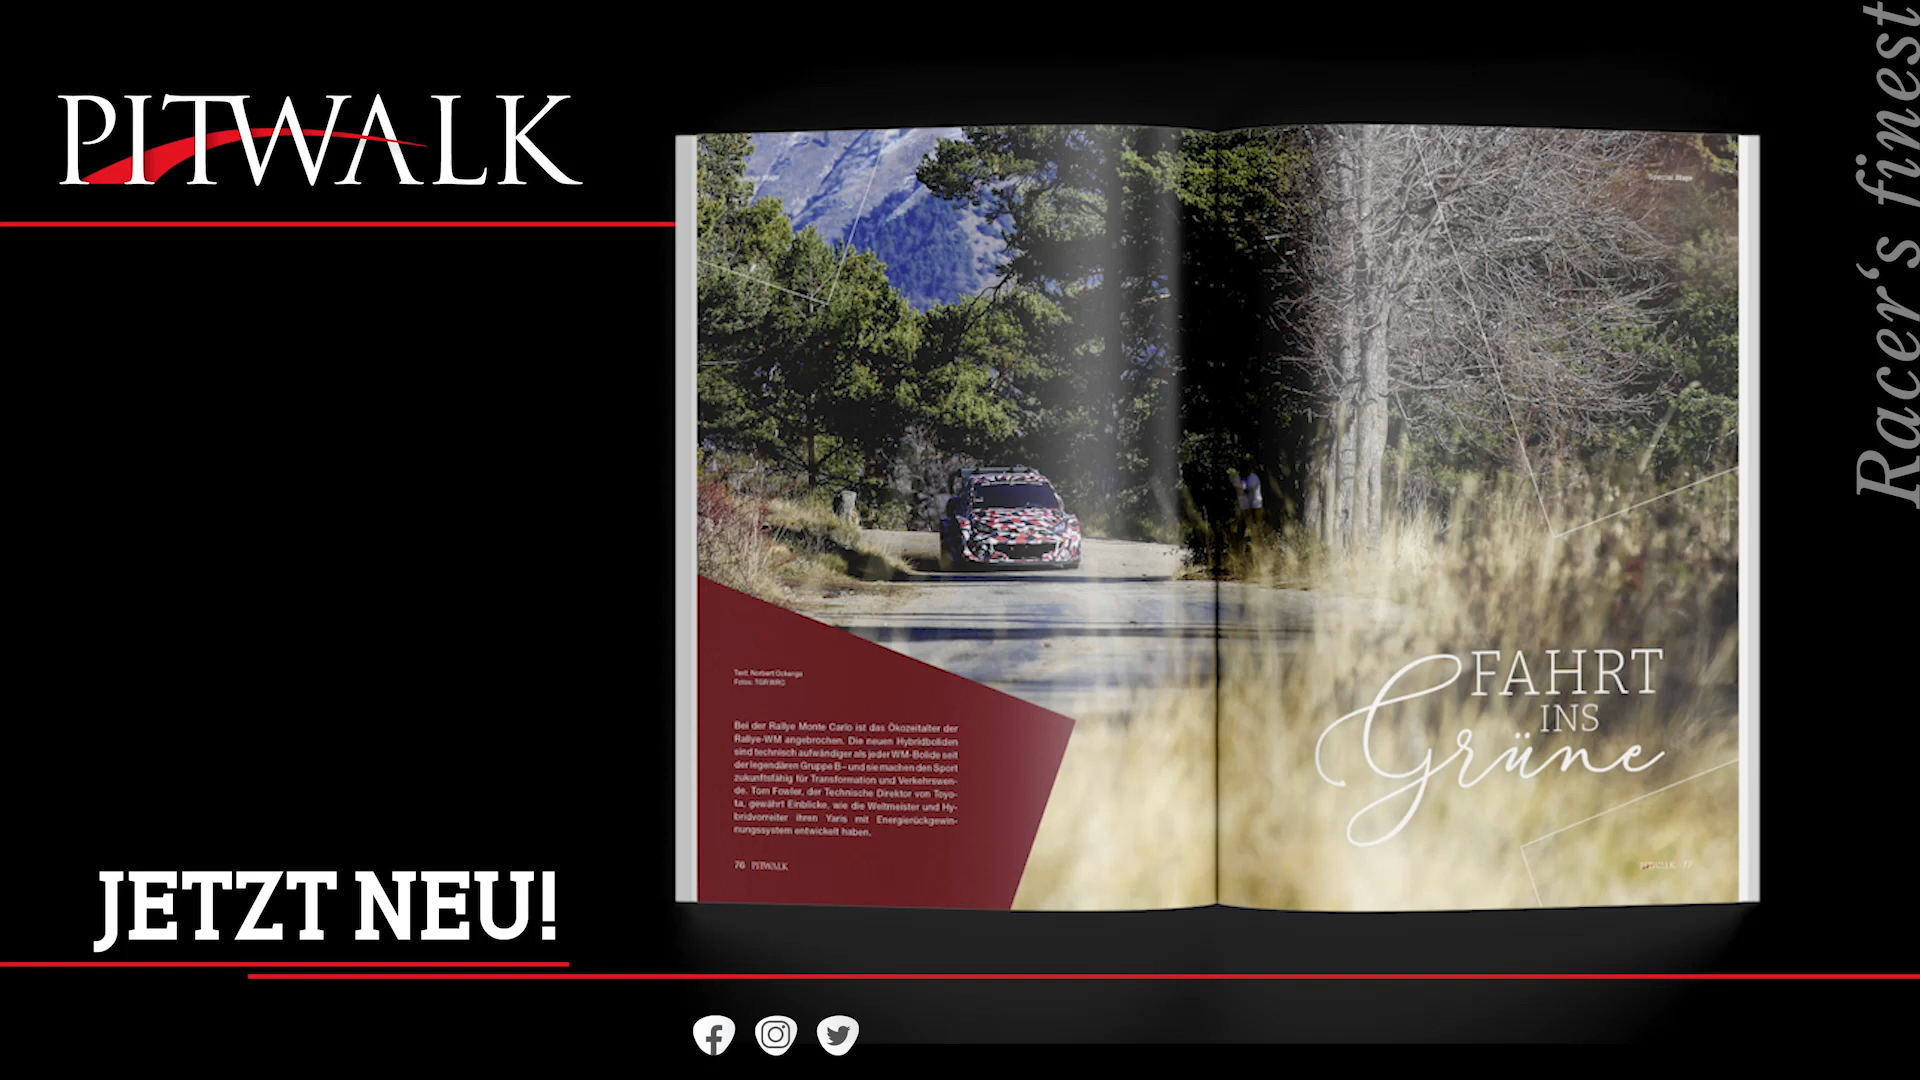 PITWALK
Racer's finest
Special Stage
Text: Norbert Ockenga
Fotos: TGR WRC
Bei der Rallye Monte Carlo ist das Ökozeitalter der
Rallye-WM angebrochen. Die neuen Hybridboliden
sind technisch aufwändiger als jeder WM-Bolide seit
der legendären Gruppe B – und sie machen den Sport
zukunftsfähig für Transformation und Verkehrswen-
de. Tom Fowler, der Technische Direktor von Toyo-
ta, gewährt Einblicke, wie die Weltmeister und Hy-
bridvorreiter ihren Yaris mit Energierückgewin-
nungssystem entwickelt haben.
76 PITWALK
FAHRT
INS
Grüne
PITWALK 77
JETZT NEU!